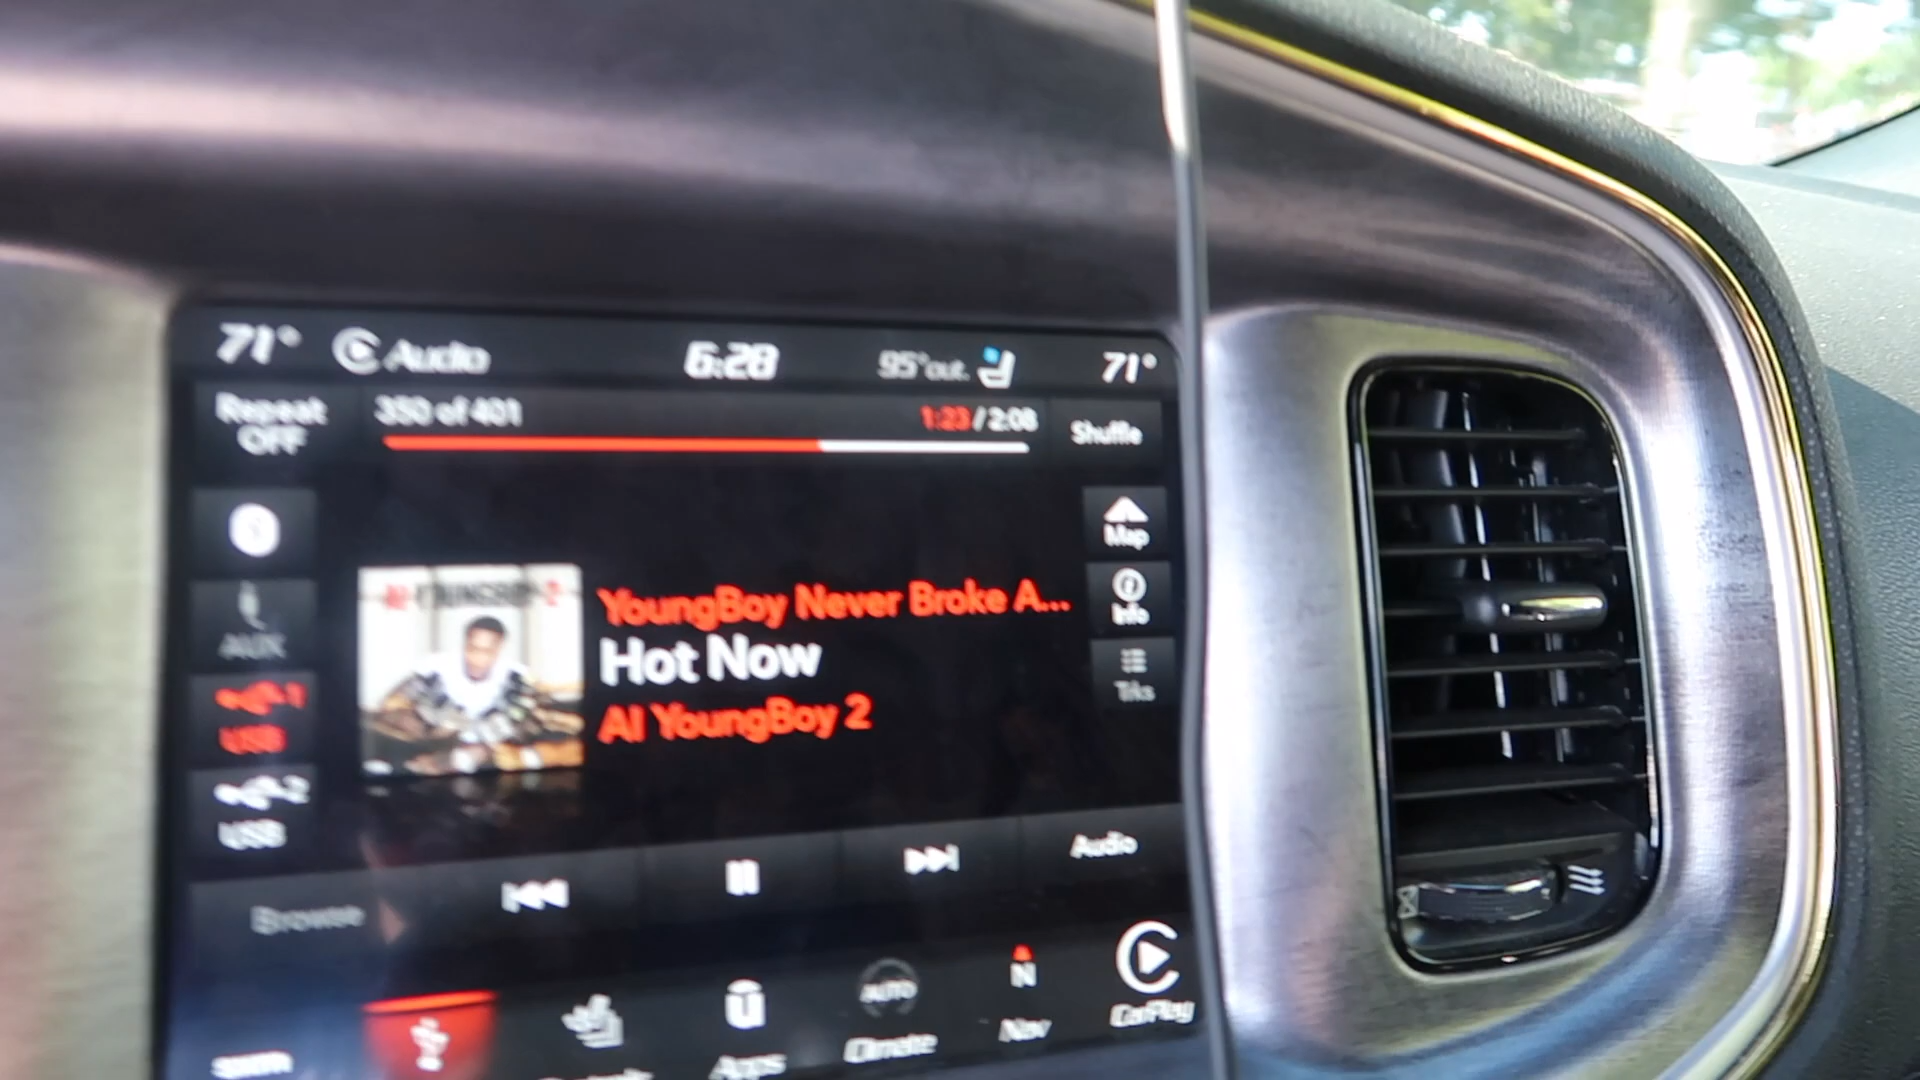 71° Audio 6:28 95°out. 71°
Repeat OFF
350 of 401 1:23 / 2:08
Shuffle
Map
AUX
YoungBoy Never Broke A...
Info
Hot Now
1
USB
AI YoungBoy 2
Trks
2
USB
Browse
Audio
Apps
AUTO
Climate
N
Nav
CarPlay